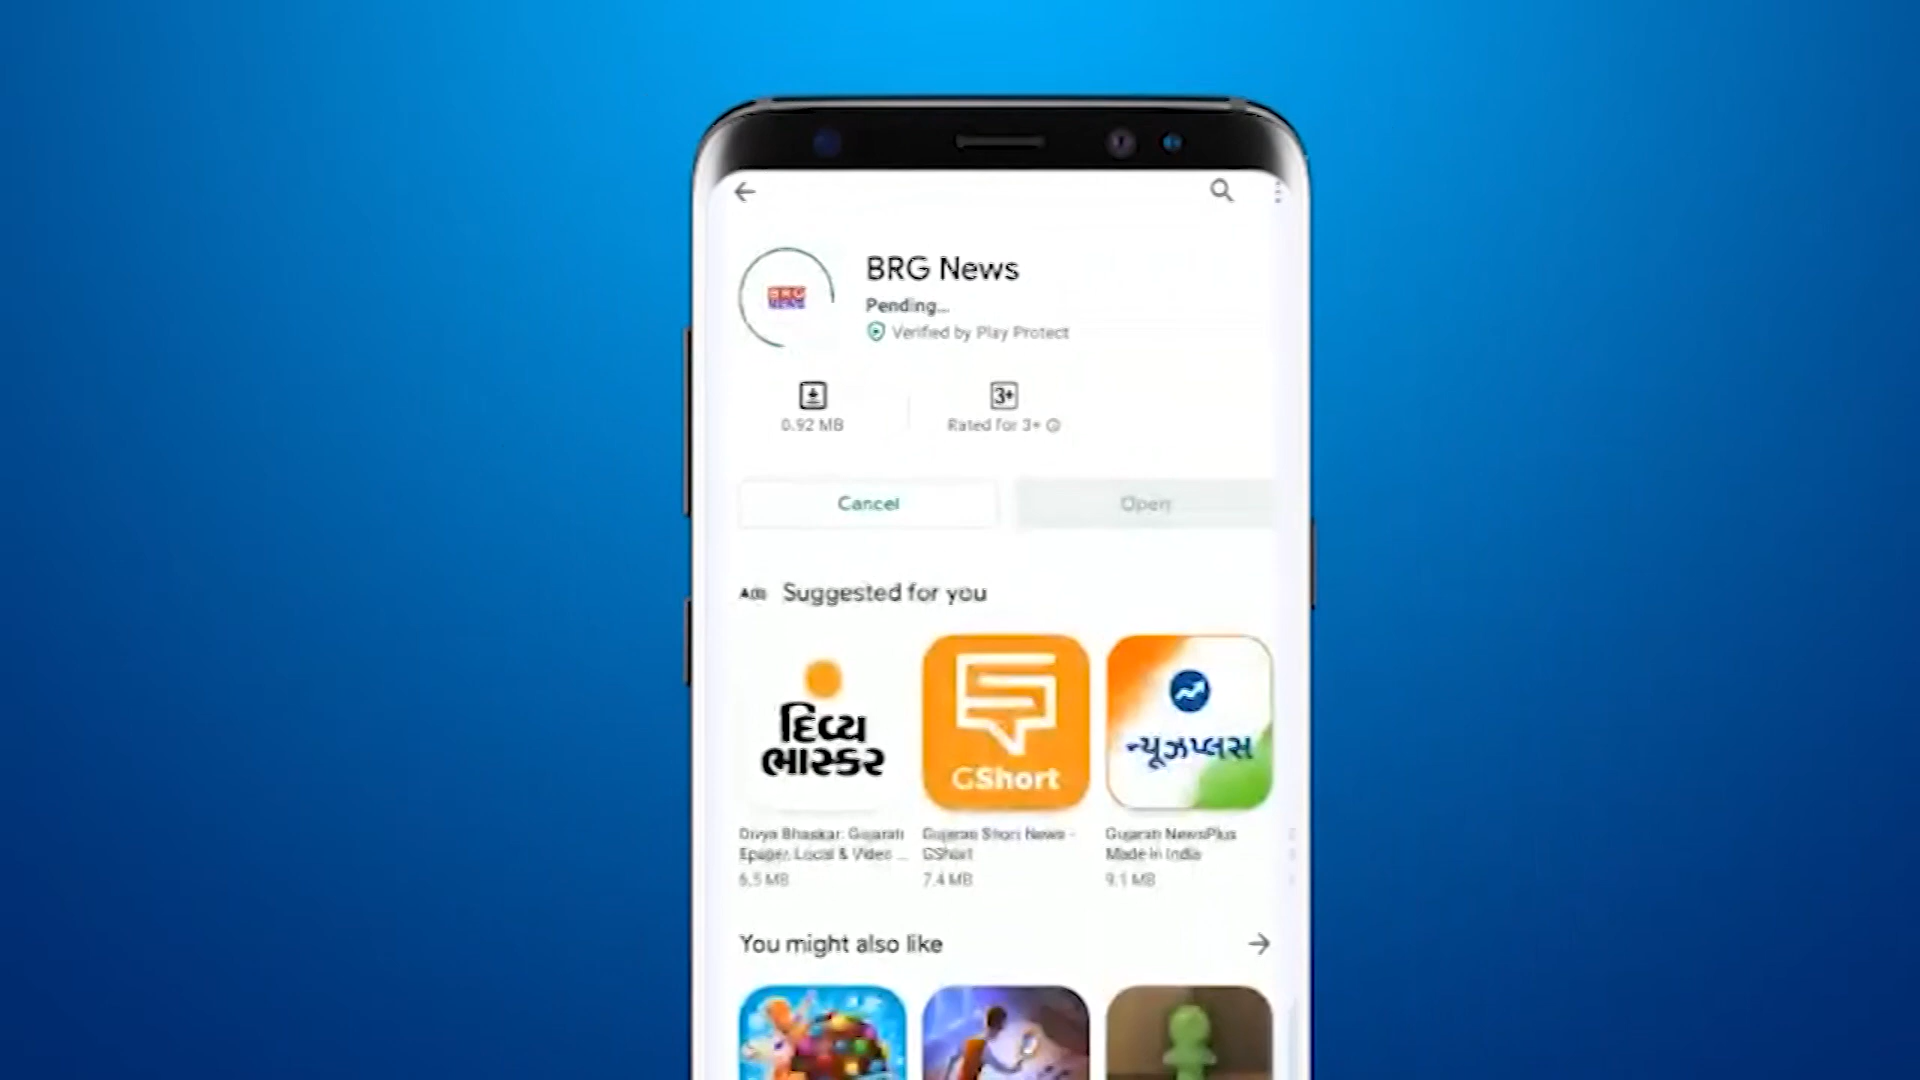 BRG News
BRG
NEWS
Pending...
Verified by Play Protect
3+
0.92 MB
Rated for 3+
Cancel
Open
Suggested for you
દિવ્ય
ભાસ્કર
GShort
ન્યૂઝપ્લસ
Divya Bhaskar: Gujarati
Epaper, Local & Video ...
6.5 MB
Gujarati Short News -
GShort
7.4 MB
Gujarati NewsPlus
Made in India
9.1 MB
You might also like